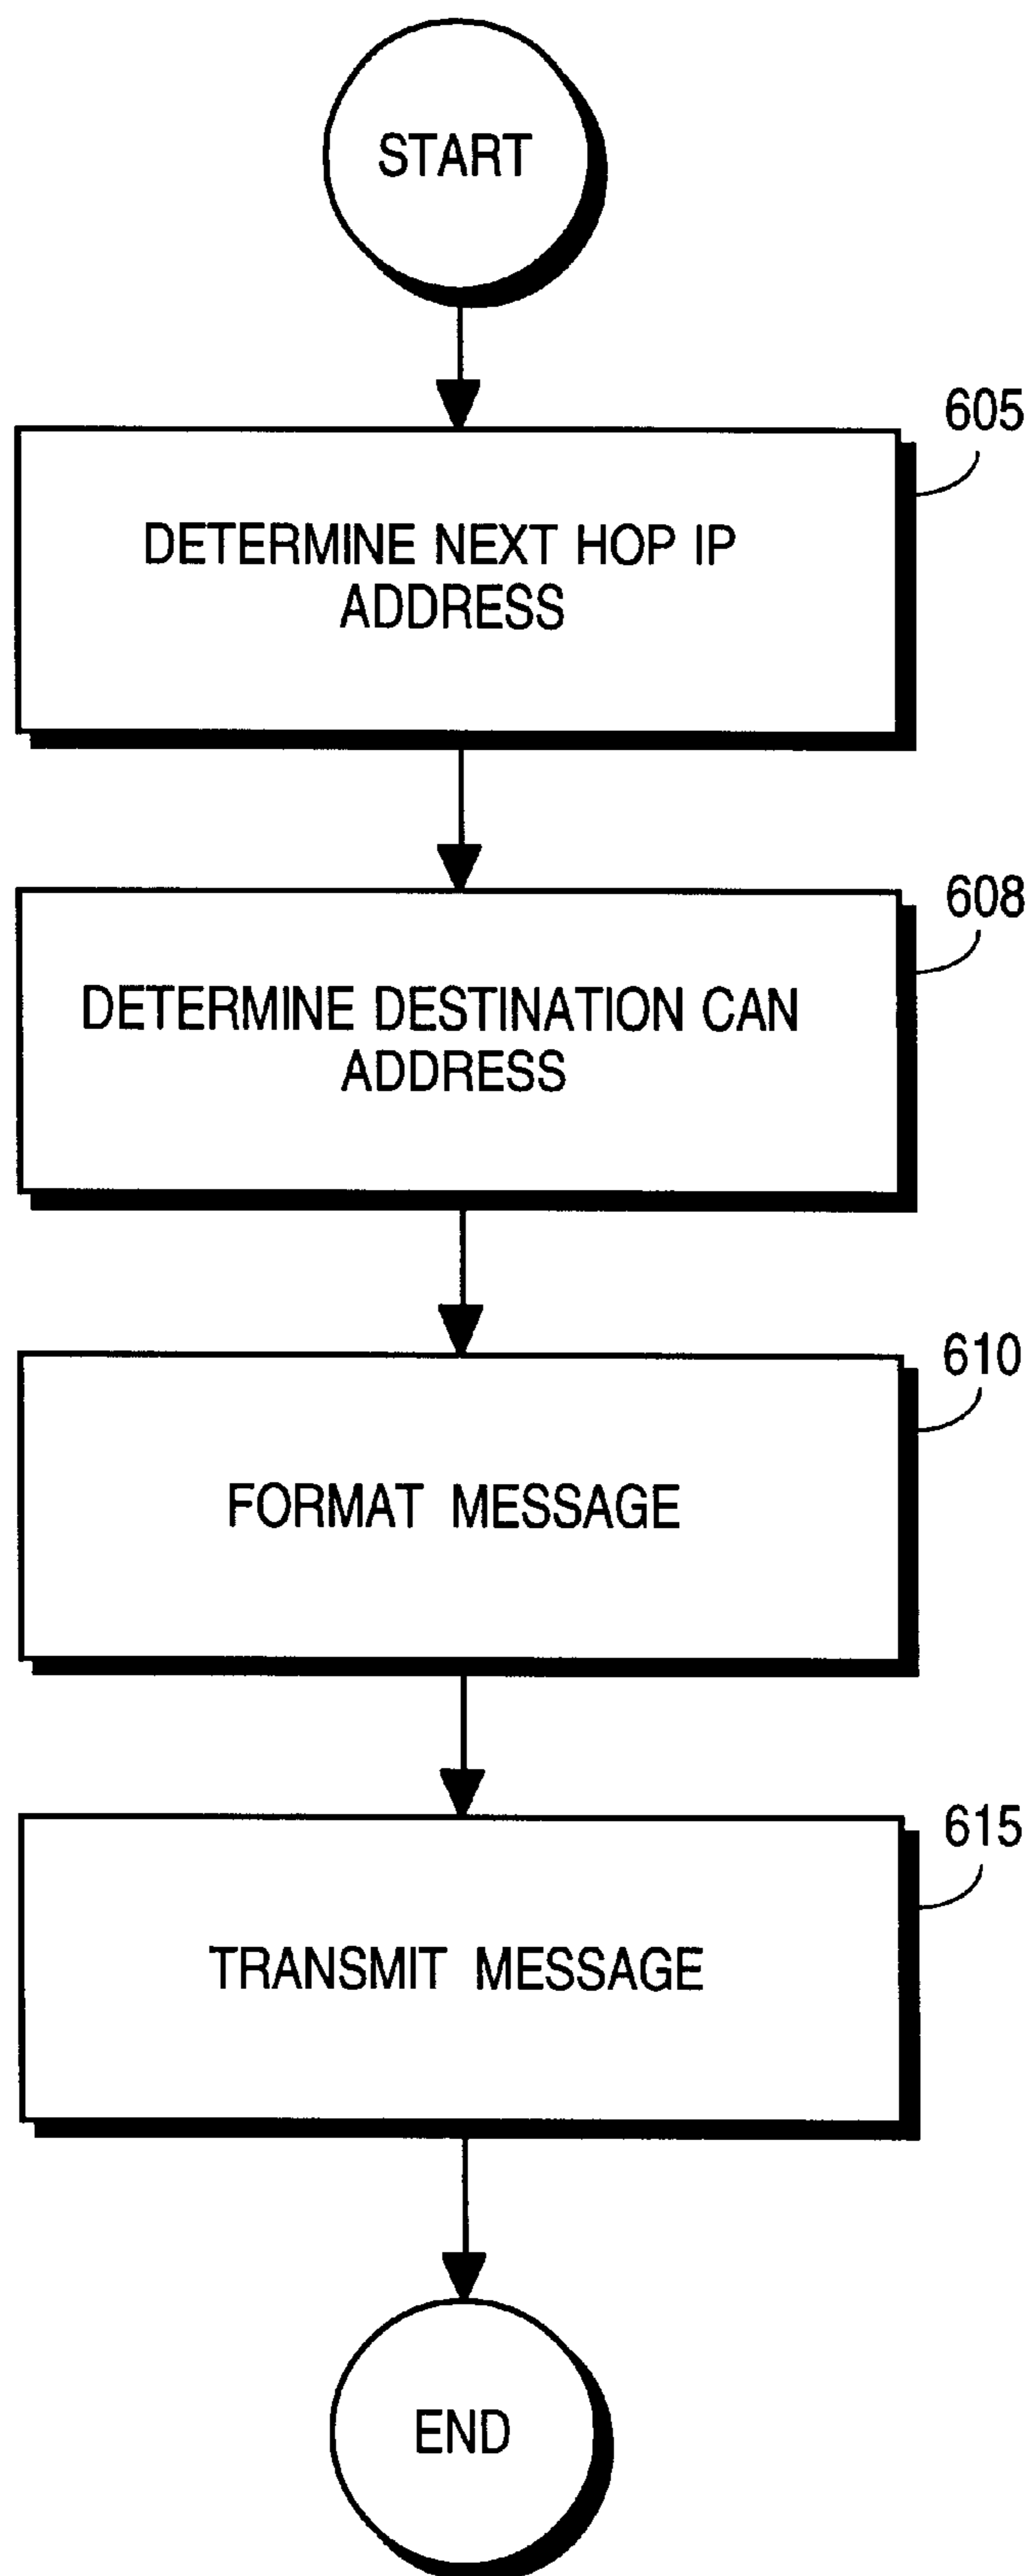 START
605
DETERMINE NEXT HOP IP
ADDRESS
608
DETERMINE DESTINATION CAN
ADDRESS
610
FORMAT MESSAGE
615
TRANSMIT MESSAGE
END